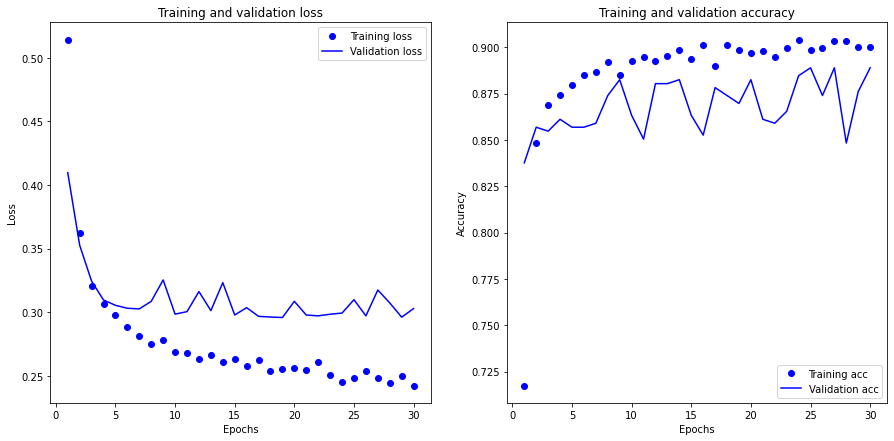 Training and validation loss
Training loss
Validation loss
0.50
0.45
0.40
0.35
0.30
0.25
Loss
0 5 10 15 20 25 30
Epochs
Training and validation accuracy
0.900
0.875
0.850
0.825
0.800
0.775
0.750
0.725
Accuracy
Training acc
Validation acc
0 5 10 15 20 25 30
Epochs